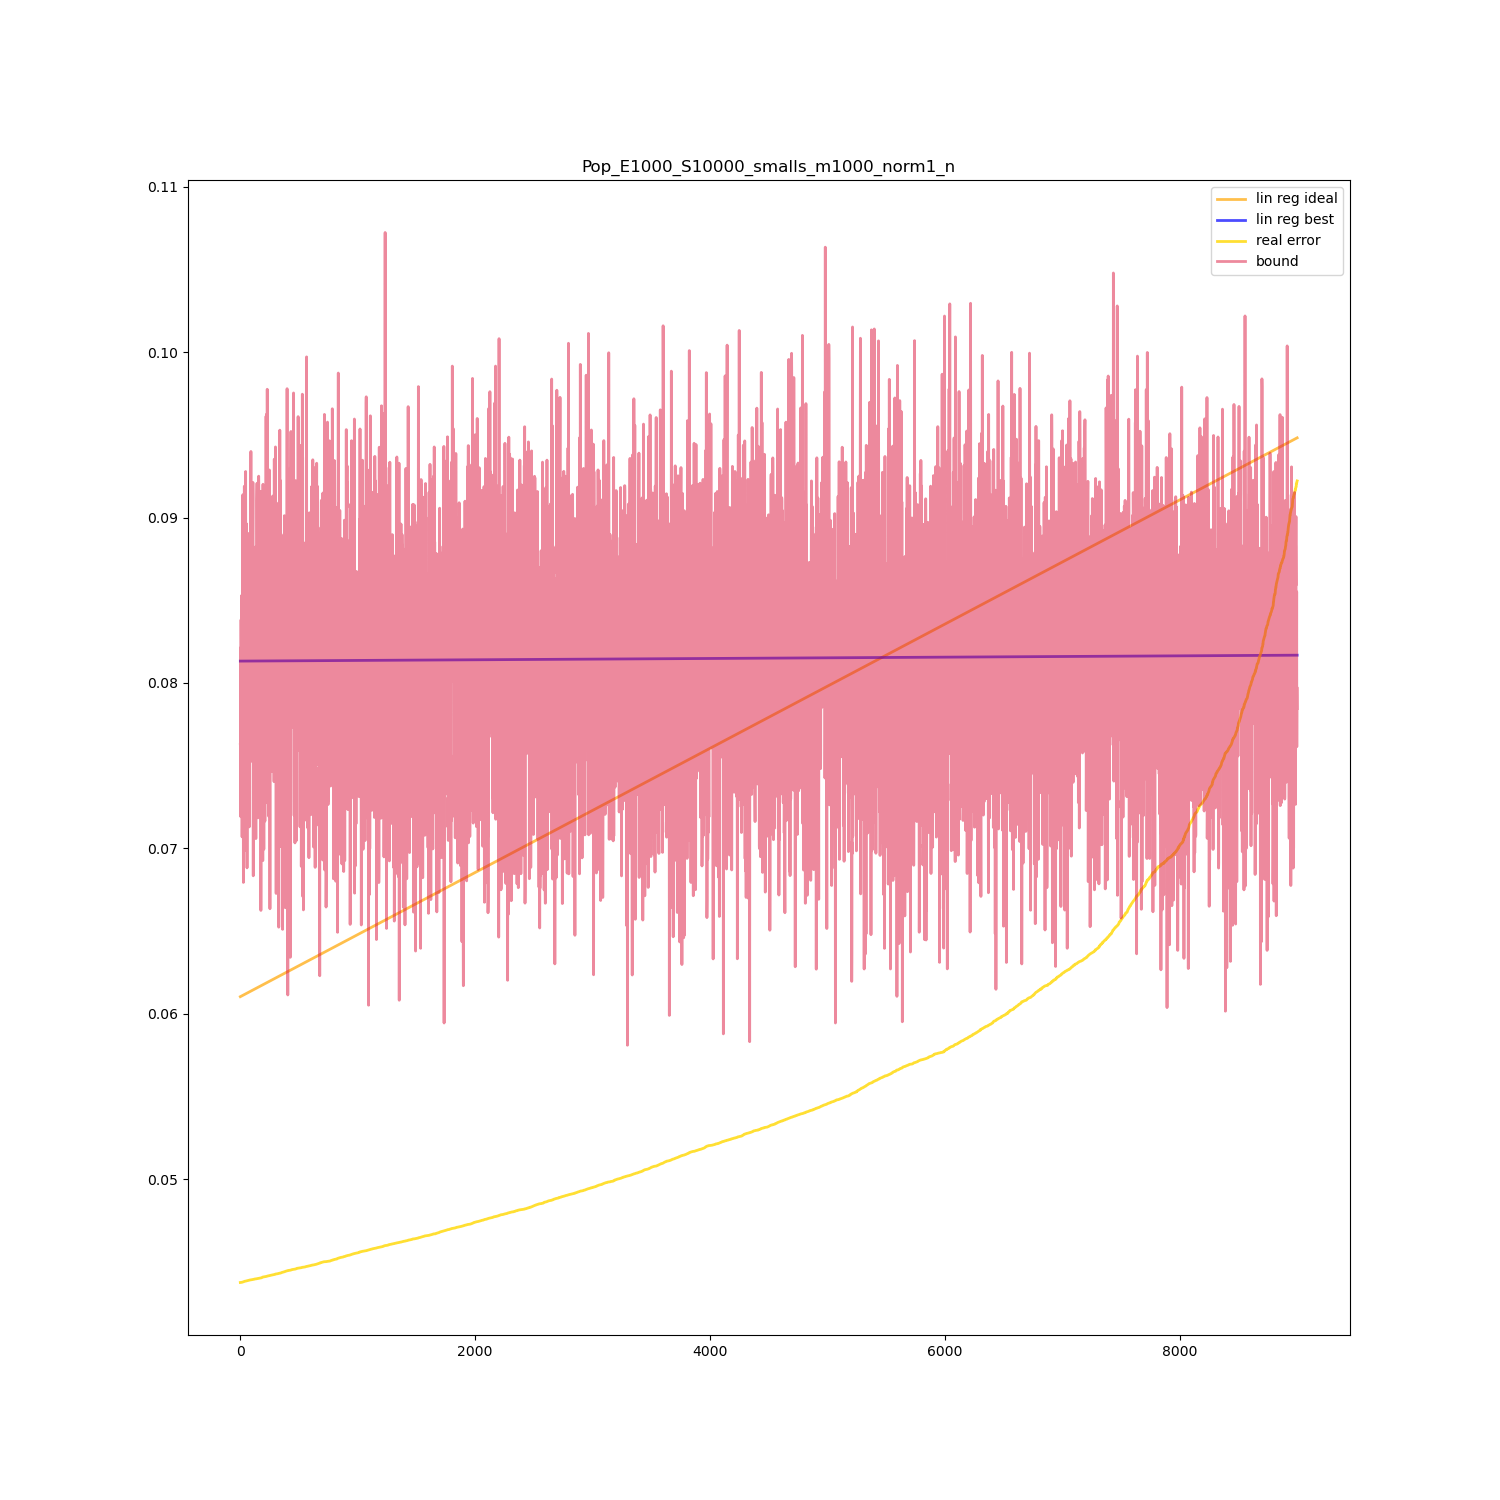 Pop_E1000_S10000_smalls_m1000_norm1_n
0.11
0.10
0.09
0.08
0.07
0.06
0.05
lin reg ideal
lin reg best
real error
bound
0 2000 4000 6000 8000